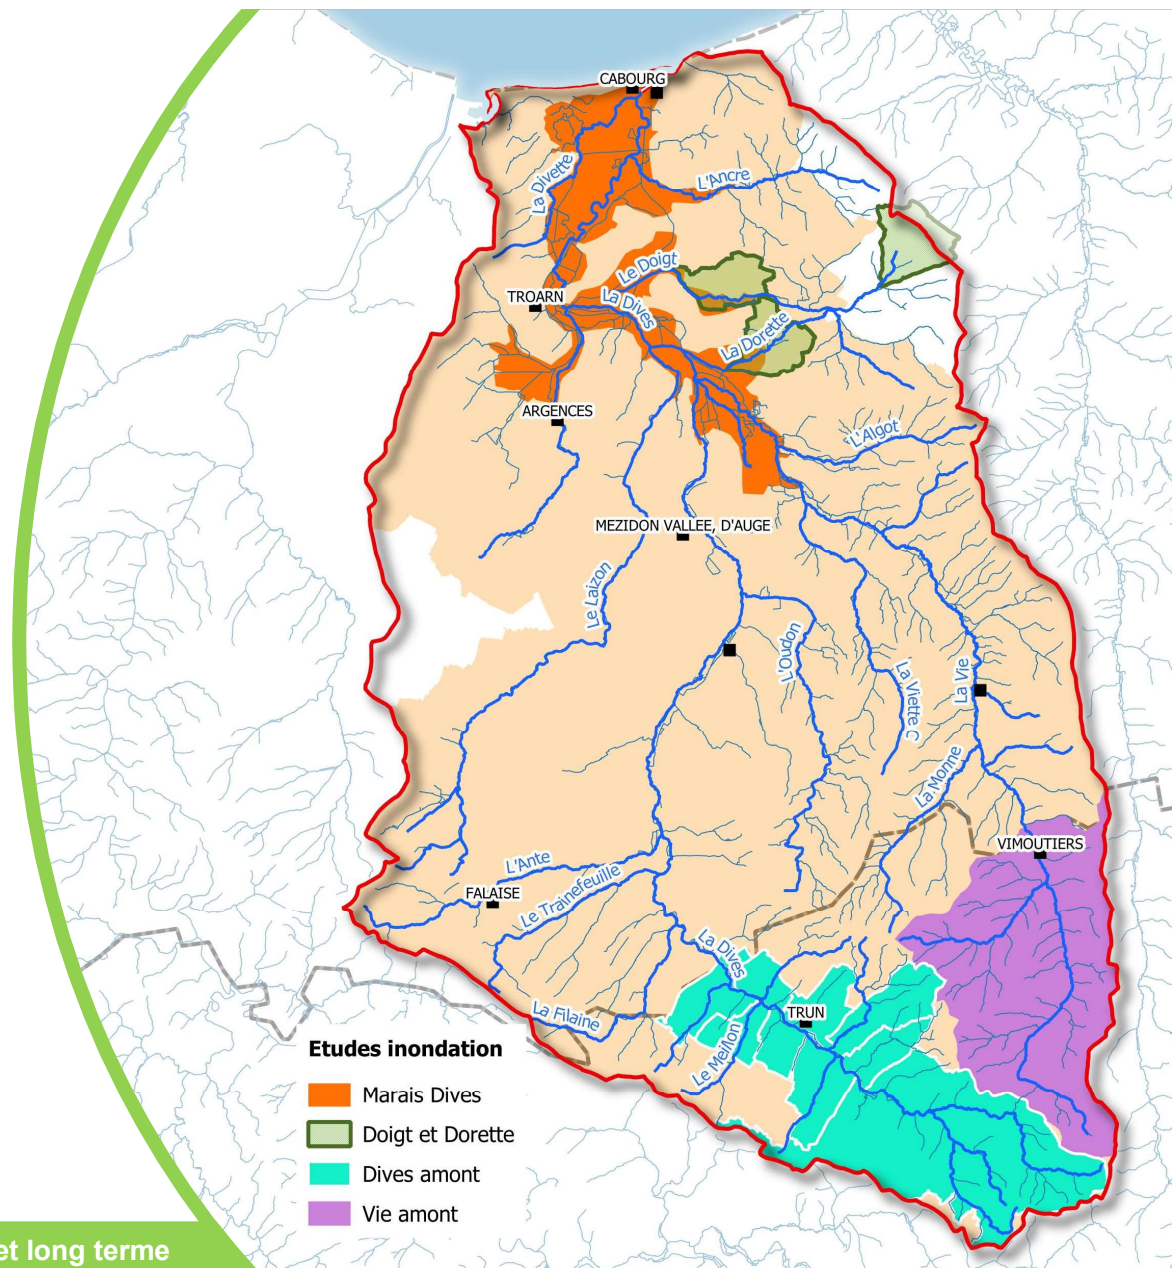 CABOURG
L'Ancre
La Divette
Le Doigt
TROARN
La Dives
La Dorette
ARGENCES
L'Algot
MEZIDON VALLEE, D'AUGE
Le Laizon
L'Oudon
La Viette
La Vie
La Monne
VIMOUTIERS
L'Ante
FALAISE
Le Trainefeuille
La Dives
La Filaine
TRUN
Le Meillon
Etudes inondation
Marais Dives
Doigt et Dorette
Dives amont
Vie amont
et long terme